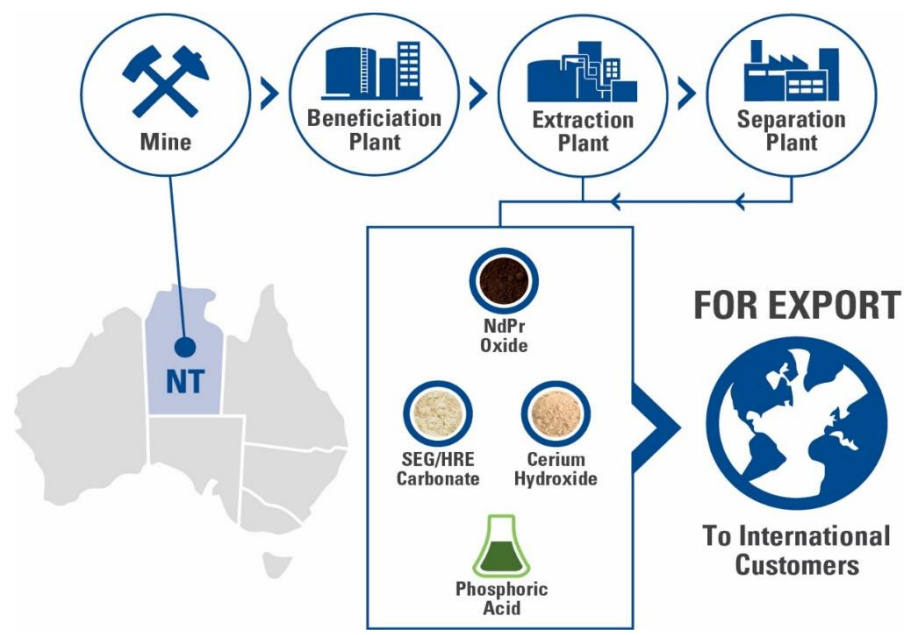 Mine
Beneficiation
Plant
Extraction
Plant
Separation
Plant
NT
NdPr
Oxide
SEG/HRE
Carbonate
Cerium
Hydroxide
Phosphoric
Acid
FOR EXPORT
To International
Customers